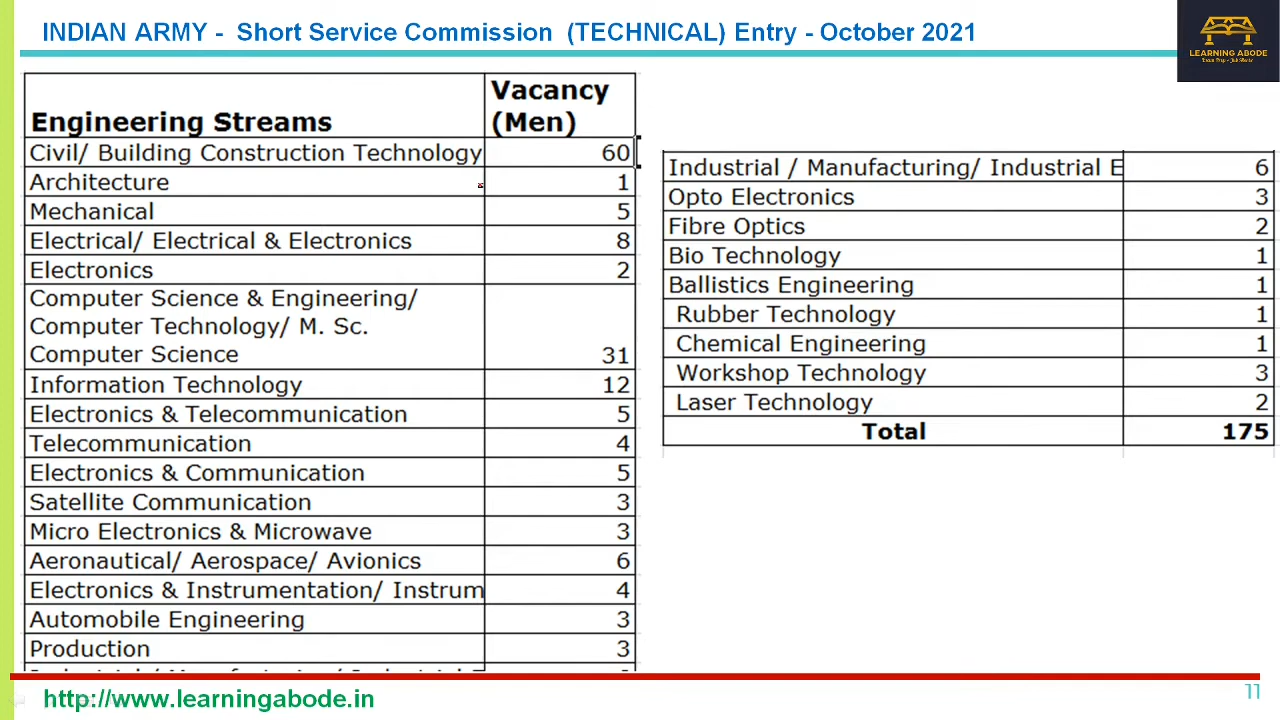 INDIAN ARMY - Short Service Commission (TECHNICAL) Entry - October 2021
LEARNING ABODE
Engineering Streams Vacancy (Men)
Civil/ Building Construction Technology 60
Architecture 1
Mechanical 5
Electrical/ Electrical & Electronics 8
Electronics 2
Computer Science & Engineering/
Computer Technology/ M. Sc.
Computer Science 31
Information Technology 12
Electronics & Telecommunication 5
Telecommunication 4
Electronics & Communication 5
Satellite Communication 3
Micro Electronics & Microwave 3
Aeronautical/ Aerospace/ Avionics 6
Electronics & Instrumentation/ Instrum 4
Automobile Engineering 3
Production 3
Industrial / Manufacturing/ Industrial E 6
Opto Electronics 3
Fibre Optics 2
Bio Technology 1
Ballistics Engineering 1
Rubber Technology 1
Chemical Engineering 1
Workshop Technology 3
Laser Technology 2
Total 175
http://www.learningabode.in
11